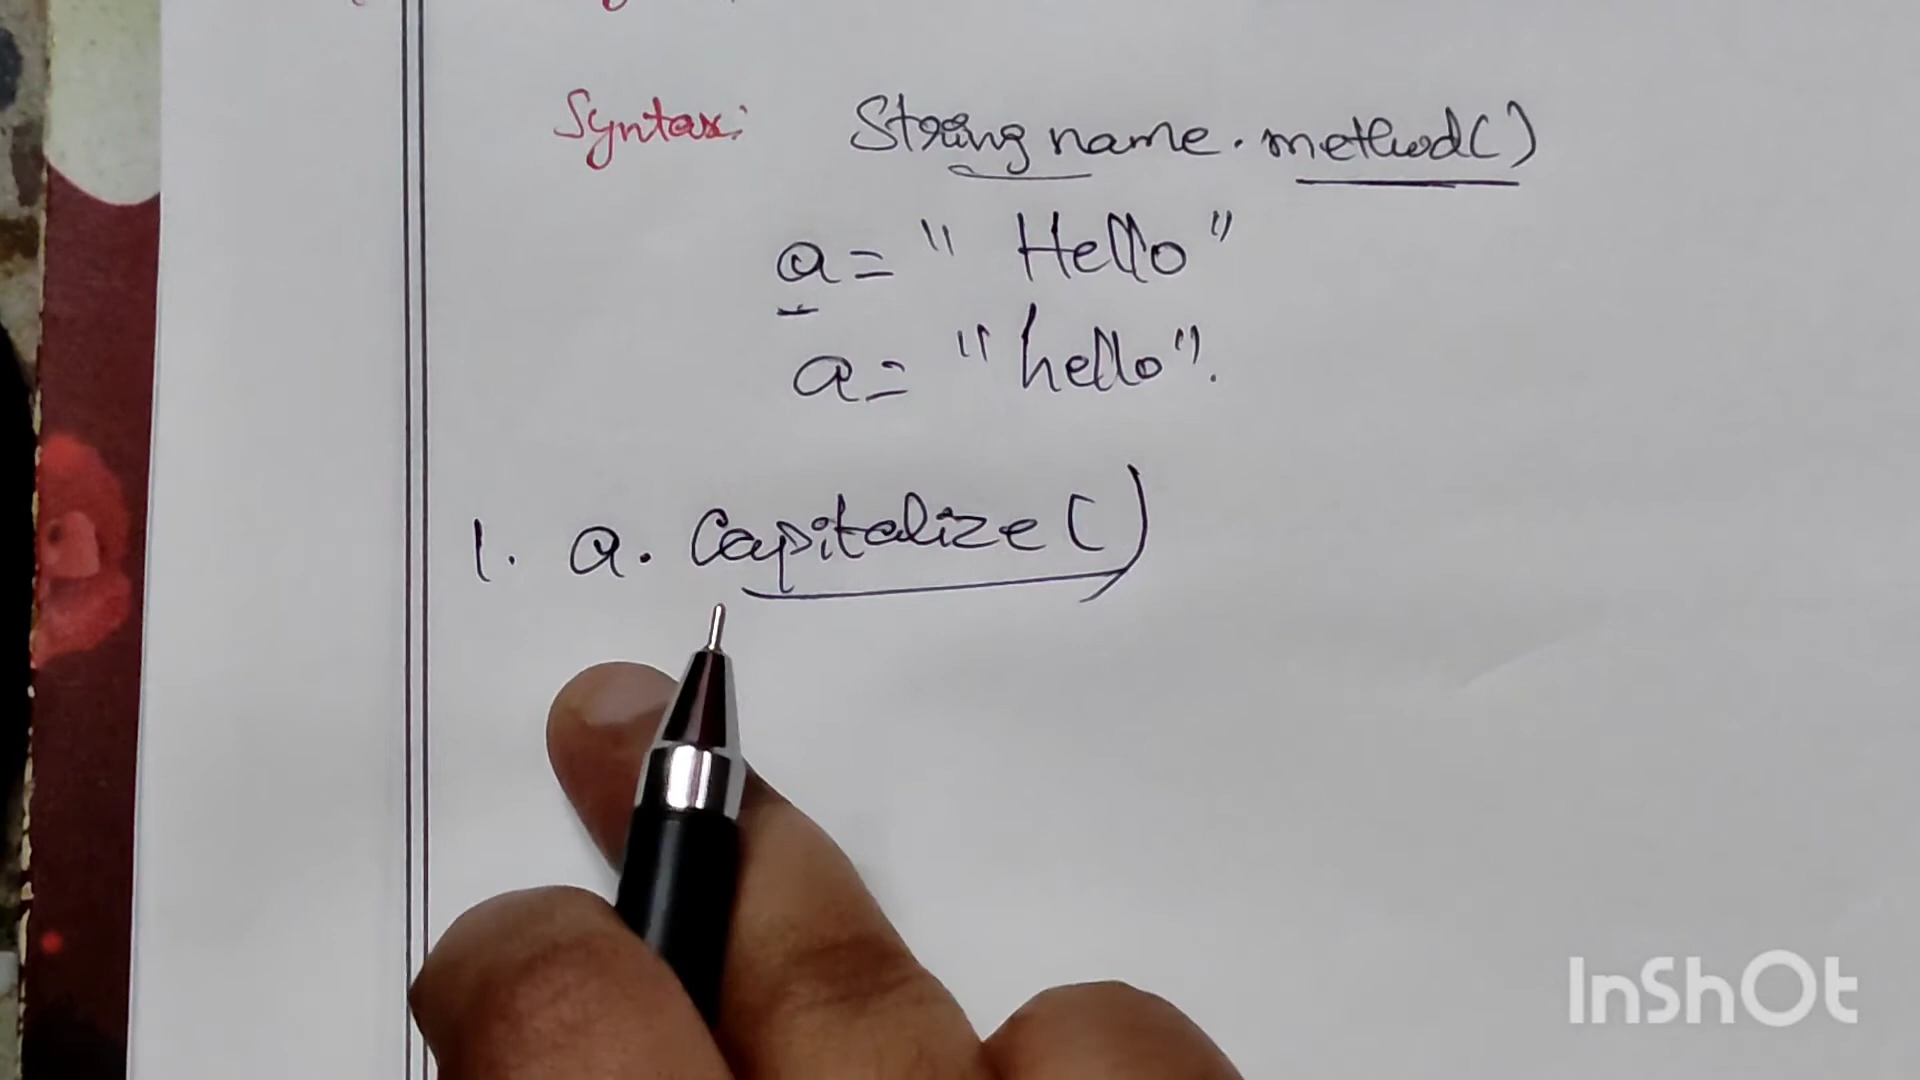 Syntax: String name.method()
a = "Hello"
a = "hello".
1. a. Capitalize()
InShOt